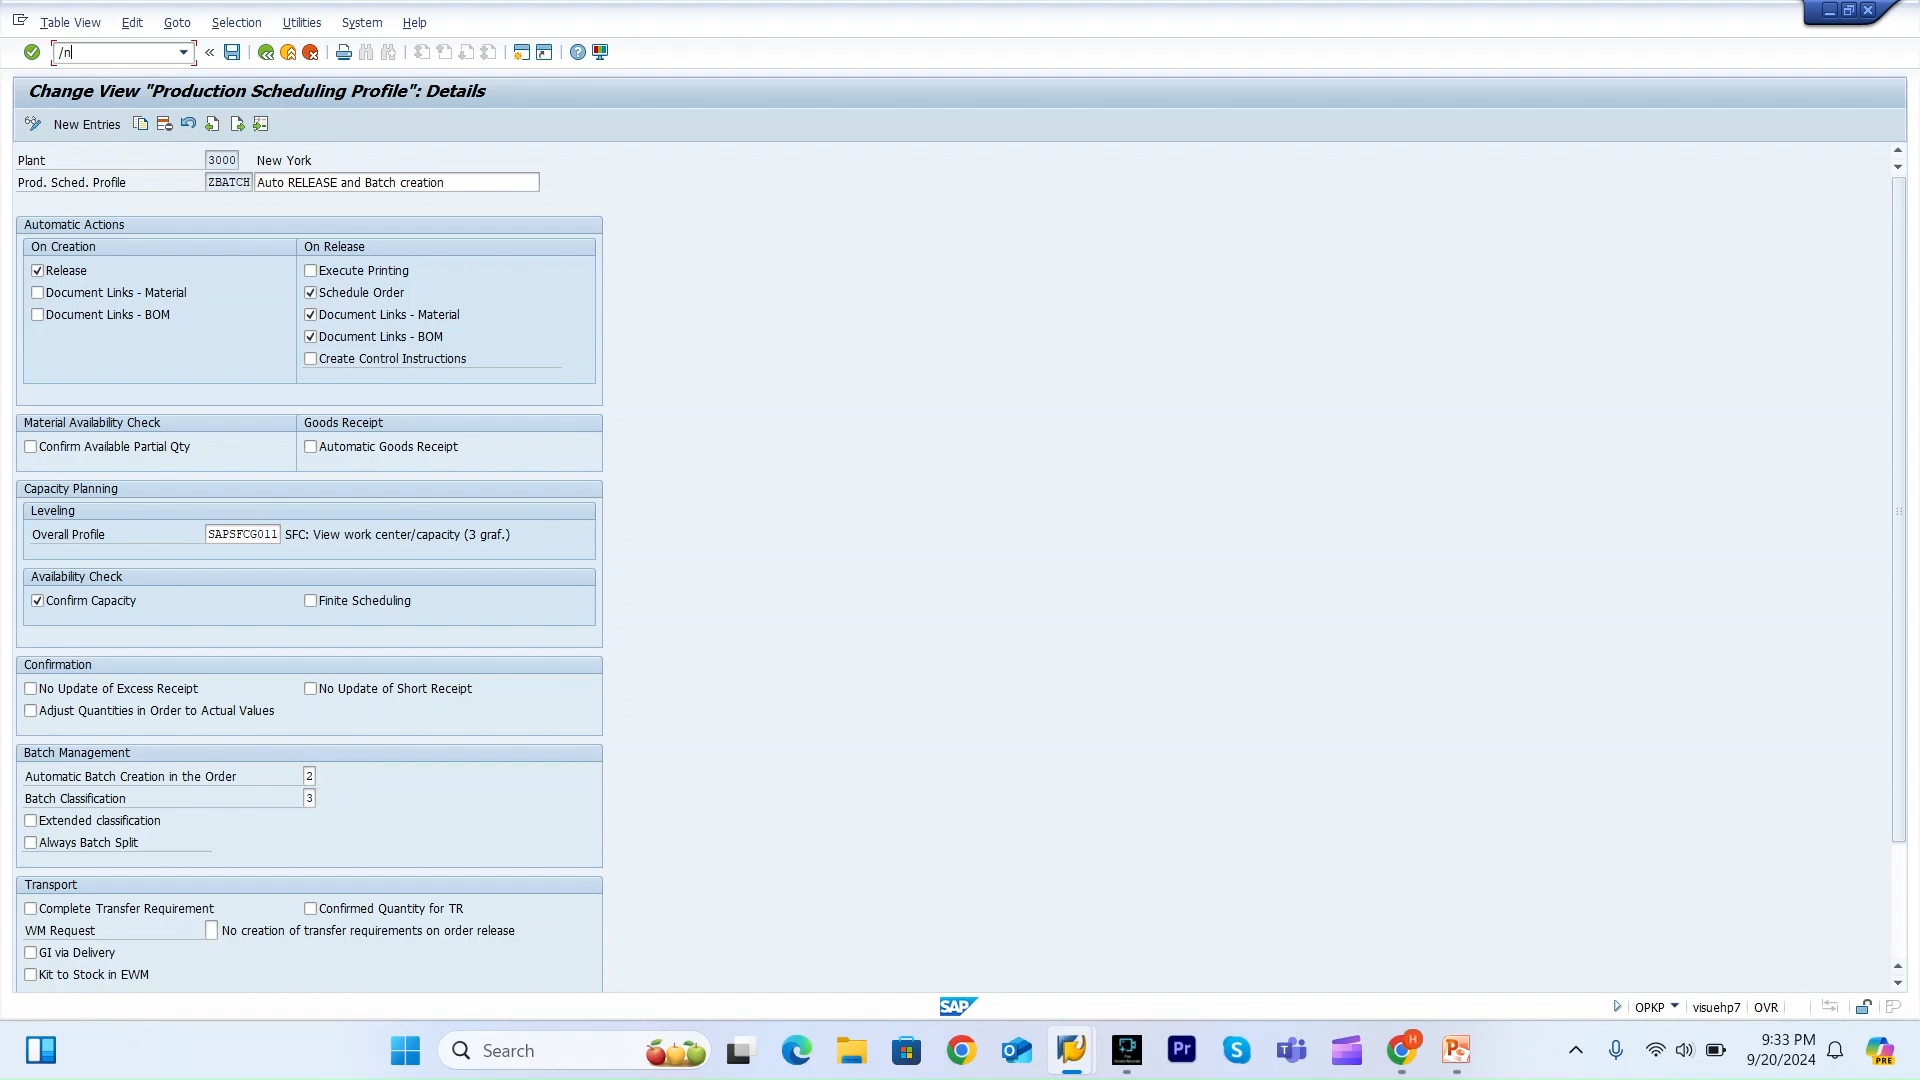 Table View Edit Goto Selection Utilities System Help
/n
Change View "Production Scheduling Profile": Details
New Entries
Plant 3000 New York
Prod. Sched. Profile ZBATCH Auto RELEASE and Batch creation
Automatic Actions
On Creation On Release
Release Execute Printing
Document Links - Material Schedule Order
Document Links - BOM Document Links - Material
Document Links - BOM
Create Control Instructions
Material Availability Check Goods Receipt
Confirm Available Partial Qty Automatic Goods Receipt
Capacity Planning
Leveling
Overall Profile SAPSFCG011 SFC: View work center/capacity (3 graf.)
Availability Check
Confirm Capacity Finite Scheduling
Confirmation
No Update of Excess Receipt No Update of Short Receipt
Adjust Quantities in Order to Actual Values
Batch Management
Automatic Batch Creation in the Order 2
Batch Classification 3
Extended classification
Always Batch Split
Transport
Complete Transfer Requirement Confirmed Quantity for TR
WM Request No creation of transfer requirements on order release
GI via Delivery
Kit to Stock in EWM
SAP OPKP visuehp7 OVR
Search Pr H 9:33 PM
9/20/2024 PRE